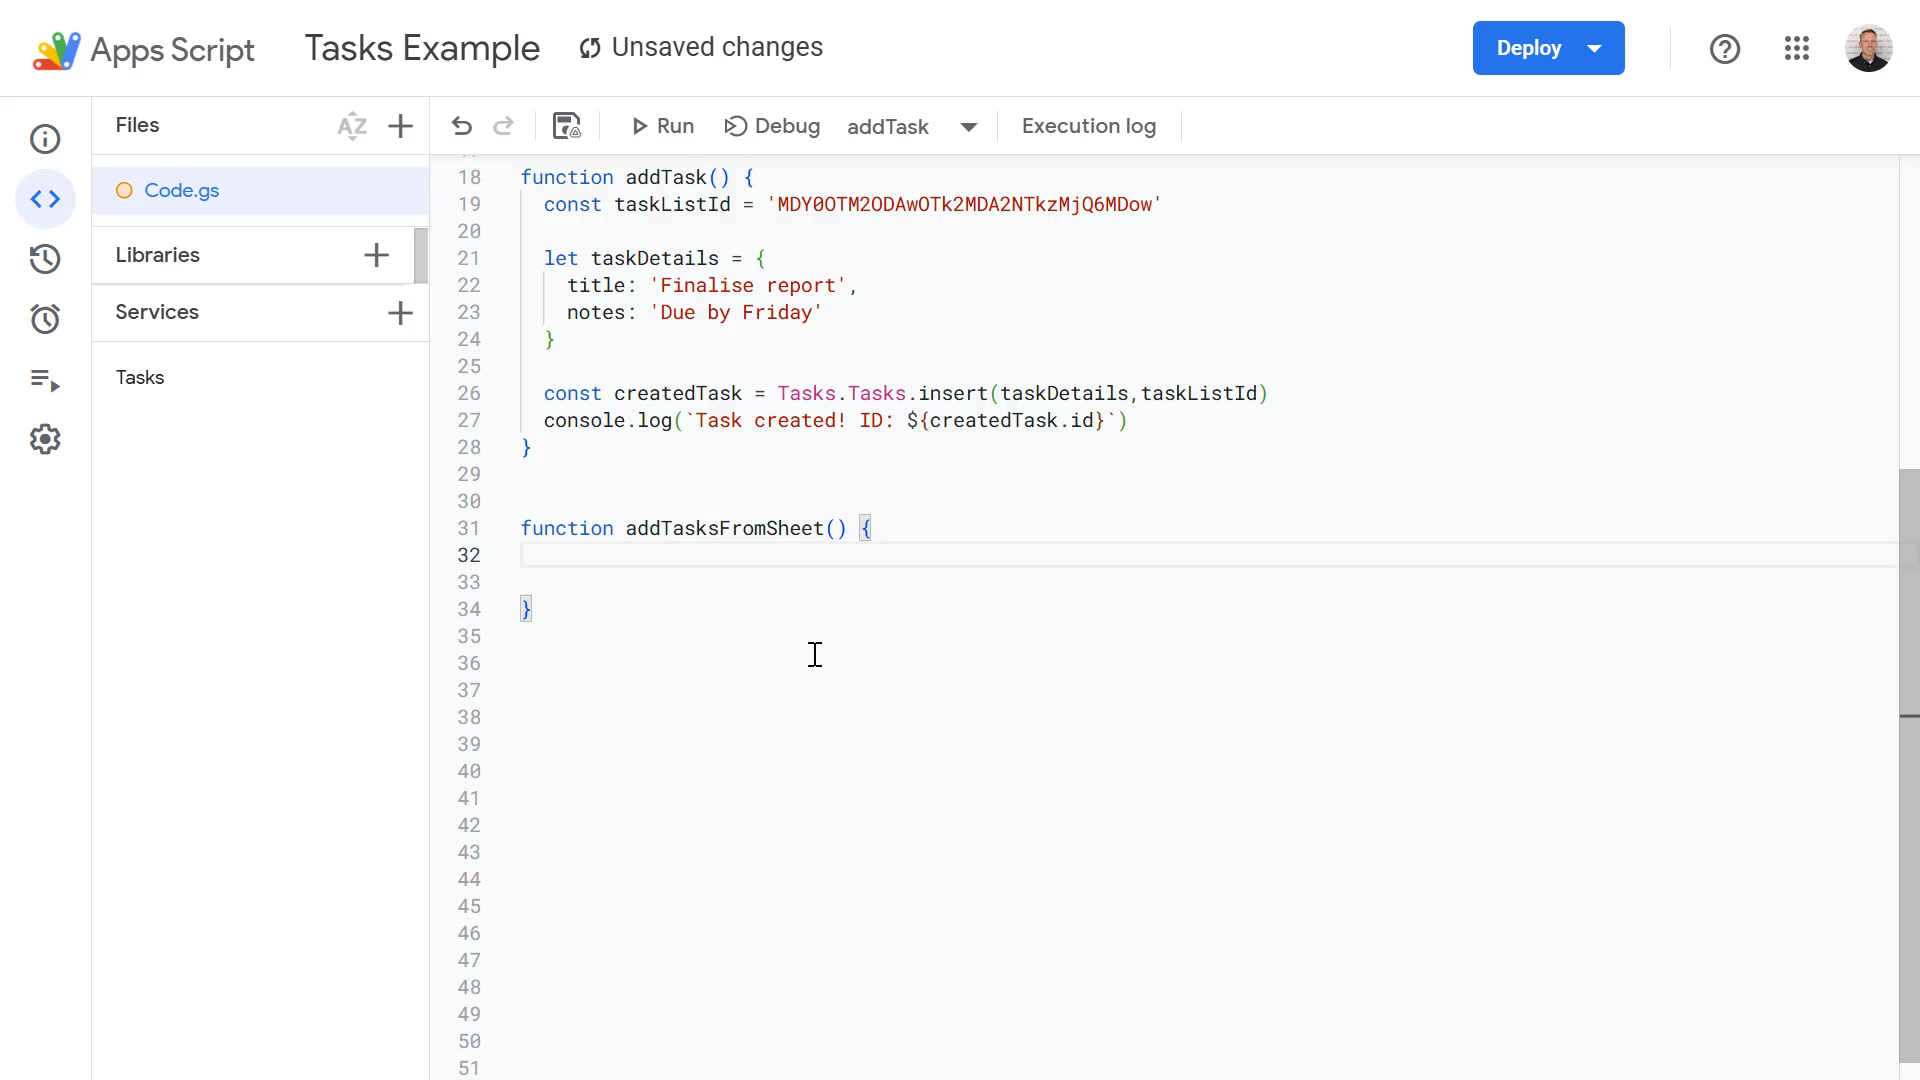 Apps Script
Tasks Example
Unsaved changes
Deploy
Files
AZ
Run
Debug
addTask
Execution log
Code.gs
Libraries
Services
Tasks
18 function addTask() {
19 const taskListId = 'MDY0OTM2ODAwOTk2MDA2NTkzMjQ6MDow'
20
21 let taskDetails = {
22 title: 'Finalise report',
23 notes: 'Due by Friday'
24 }
25
26 const createdTask = Tasks.Tasks.insert(taskDetails,taskListId)
27 console.log(`Task created! ID: ${createdTask.id}`)
28 }
29
30
31 function addTasksFromSheet() {
32
33
34 }
35
36
37
38
39
40
41
42
43
44
45
46
47
48
49
50
51